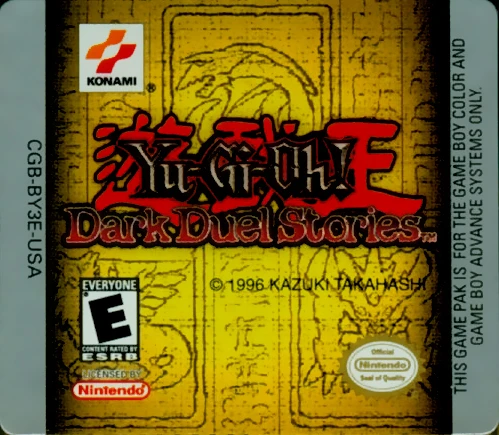 KONAMI
®
遊戯王
Yu-Gi-Oh!
Dark Duel Stories™
© 1996 KAZUKI TAKAHASHI
EVERYONE
E
CONTENT RATED BY
ESRB
LICENSED BY
Nintendo
Official
Nintendo
Seal of Quality
CGB-BY3E-USA
THIS GAME PAK IS FOR THE GAME BOY COLOR AND
GAME BOY ADVANCE SYSTEMS ONLY.